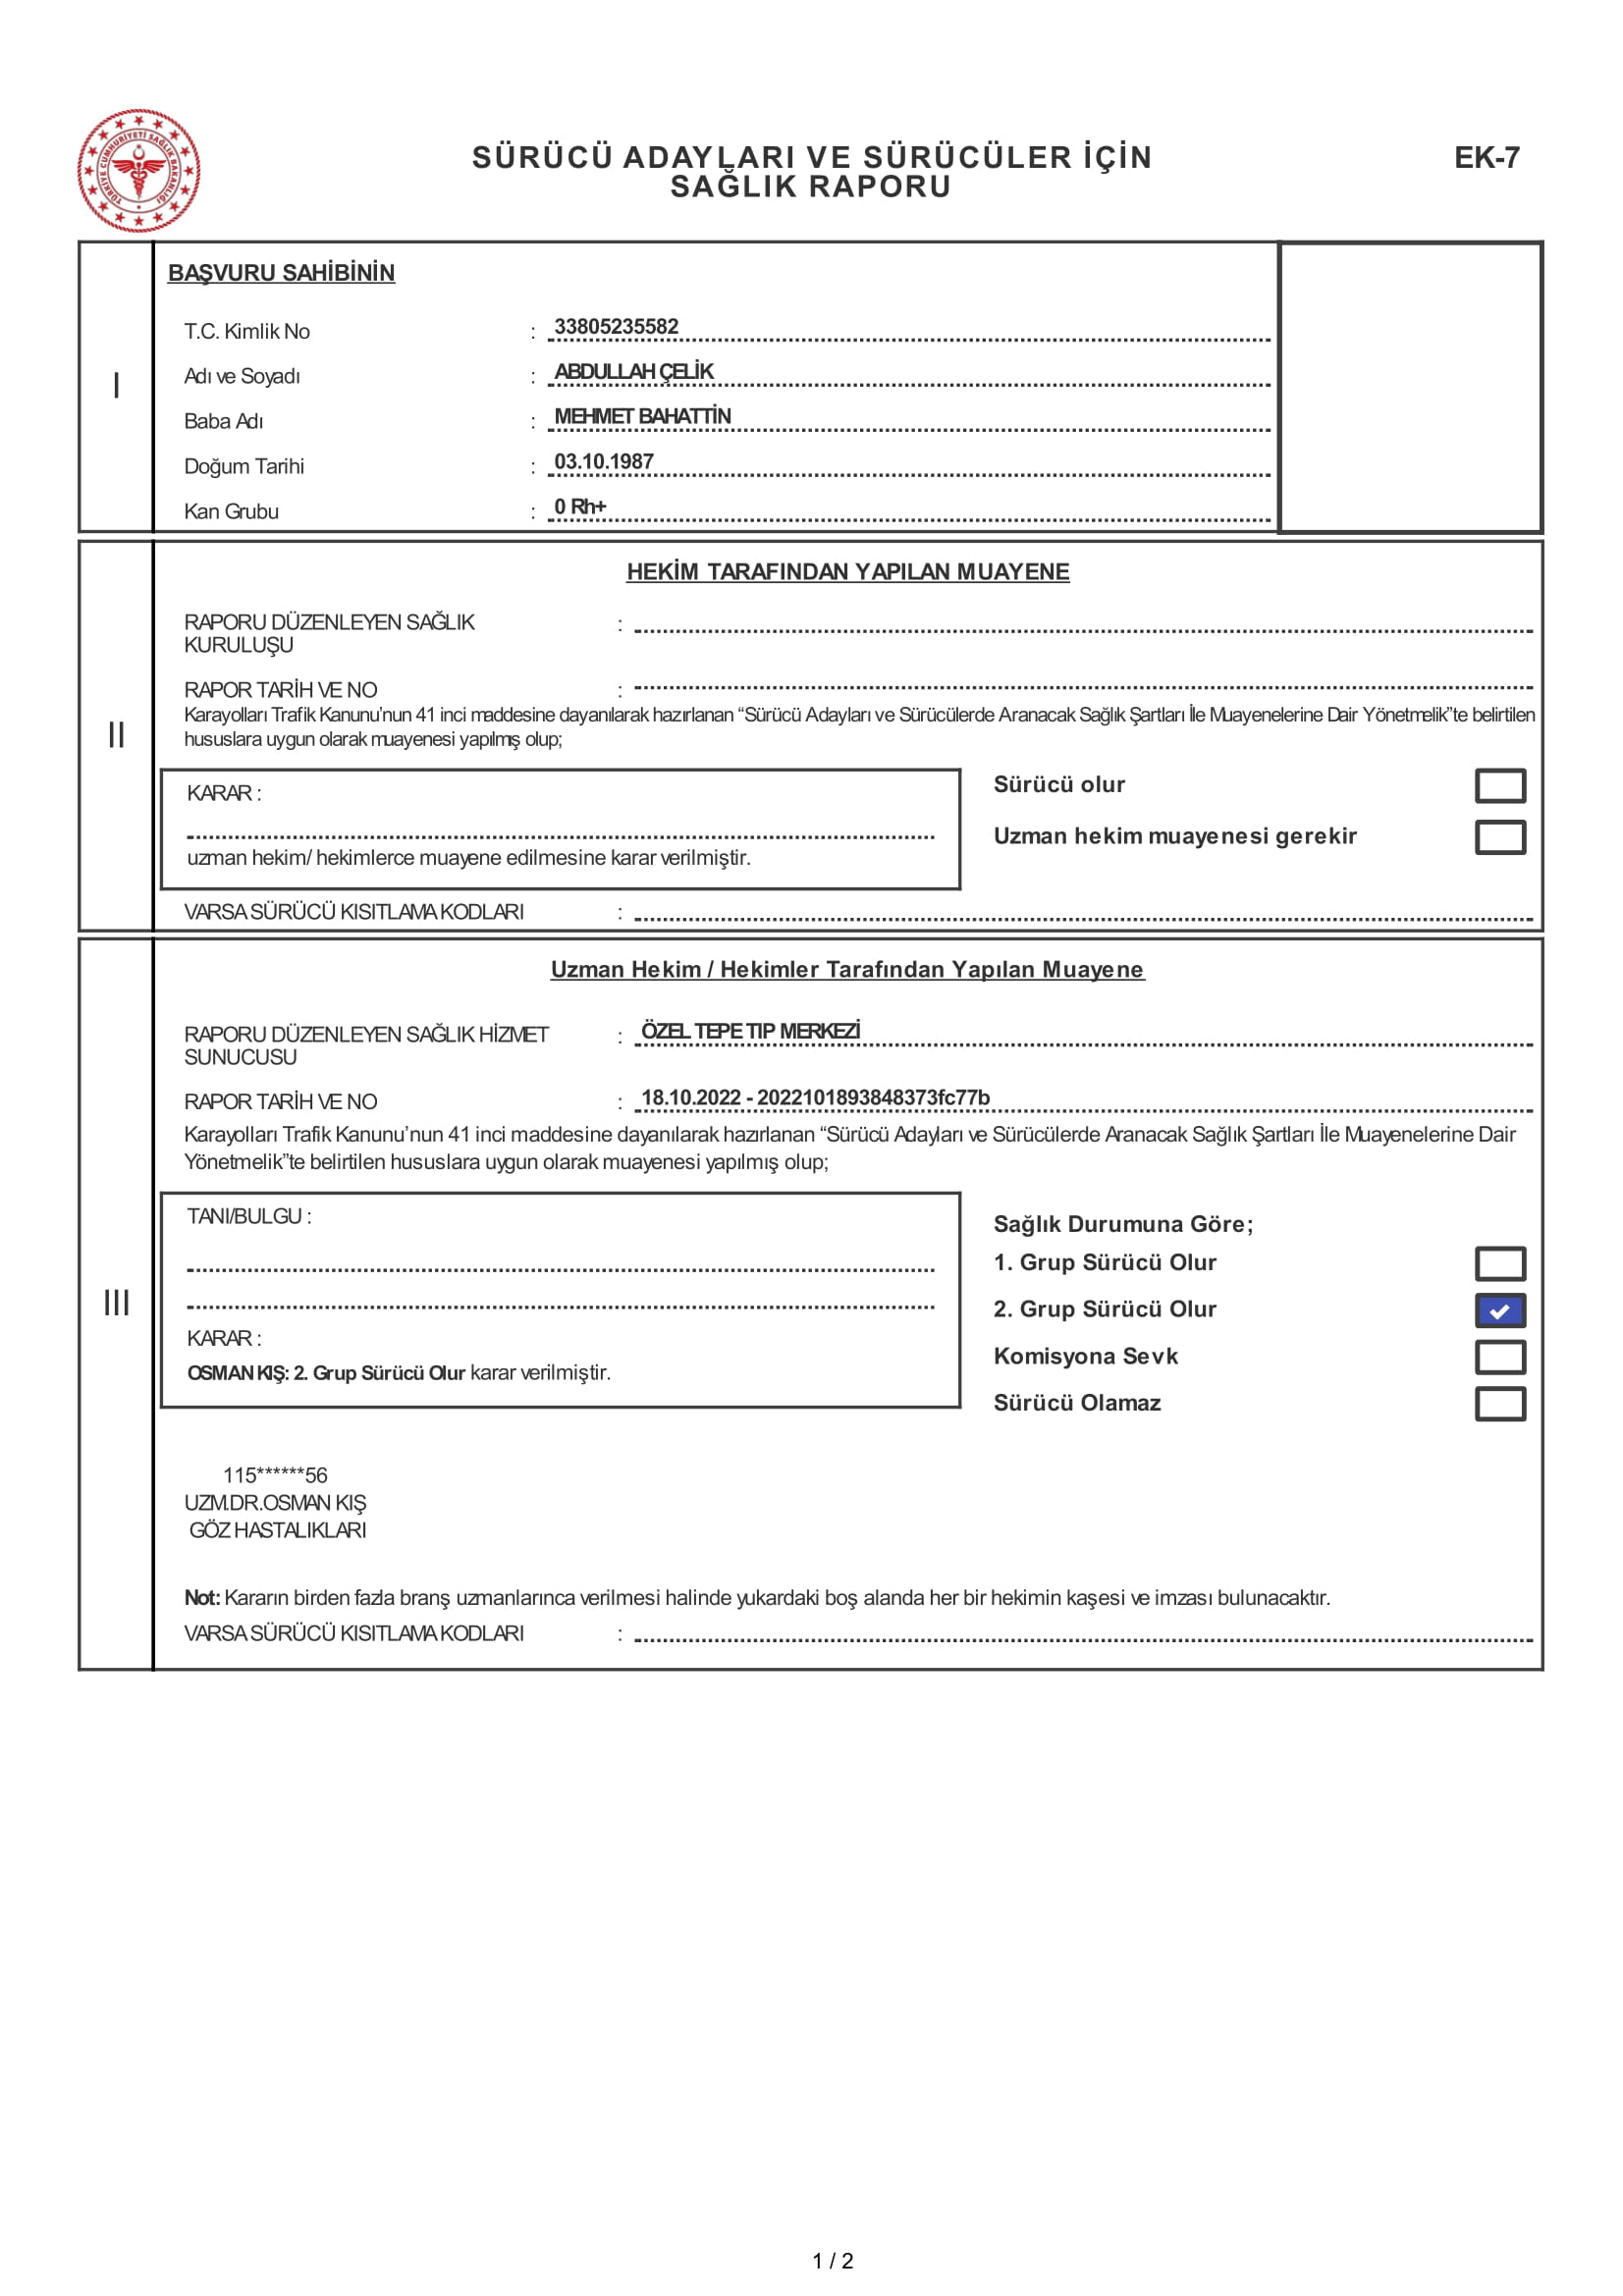 TÜRKİYE CUMHURİYETİ SAĞLIK BAKANLIĞI
SÜRÜCÜ ADAYLARI VE SÜRÜCÜLER İÇİN
SAĞLIK RAPORU
EK-7
I
BAŞVURU SAHİBİNİN
T.C. Kimlik No : 33805235582
Adı ve Soyadı : ABDULLAH ÇELİK
Baba Adı : MEHMET BAHATTİN
Doğum Tarihi : 03.10.1987
Kan Grubu : 0 Rh+
II
HEKİM TARAFINDAN YAPILAN MUAYENE
RAPORU DÜZENLEYEN SAĞLIK
KURULUŞU :
RAPOR TARİH VE NO :
Karayolları Trafik Kanunu’nun 41 inci maddesine dayanılarak hazırlanan “Sürücü Adayları ve Sürücülerde Aranacak Sağlık Şartları İle Muayenelerine Dair Yönetmelik”te belirtilen
hususlara uygun olarak muayenesi yapılmış olup;
KARAR :
uzman hekim/ hekimlerce muayene edilmesine karar verilmiştir.
Sürücü olur
Uzman hekim muayenesi gerekir
VARSA SÜRÜCÜ KISITLAMA KODLARI :
III
Uzman Hekim / Hekimler Tarafından Yapılan Muayene
RAPORU DÜZENLEYEN SAĞLIK HİZMET
SUNUCUSU : ÖZEL TEPE TIP MERKEZİ
RAPOR TARİH VE NO : 18.10.2022 - 2022101893848373fc77b
Karayolları Trafik Kanunu’nun 41 inci maddesine dayanılarak hazırlanan “Sürücü Adayları ve Sürücülerde Aranacak Sağlık Şartları İle Muayenelerine Dair
Yönetmelik”te belirtilen hususlara uygun olarak muayenesi yapılmış olup;
TANI/BULGU :
KARAR :
OSMAN KIŞ: 2. Grup Sürücü Olur karar verilmiştir.
Sağlık Durumuna Göre;
1. Grup Sürücü Olur
2. Grup Sürücü Olur
Komisyona Sevk
Sürücü Olamaz
115******56
UZM.DR.OSMAN KIŞ
GÖZ HASTALIKLARI
Not: Kararın birden fazla branş uzmanlarınca verilmesi halinde yukardaki boş alanda her bir hekimin kaşesi ve imzası bulunacaktır.
VARSA SÜRÜCÜ KISITLAMA KODLARI :
1 / 2